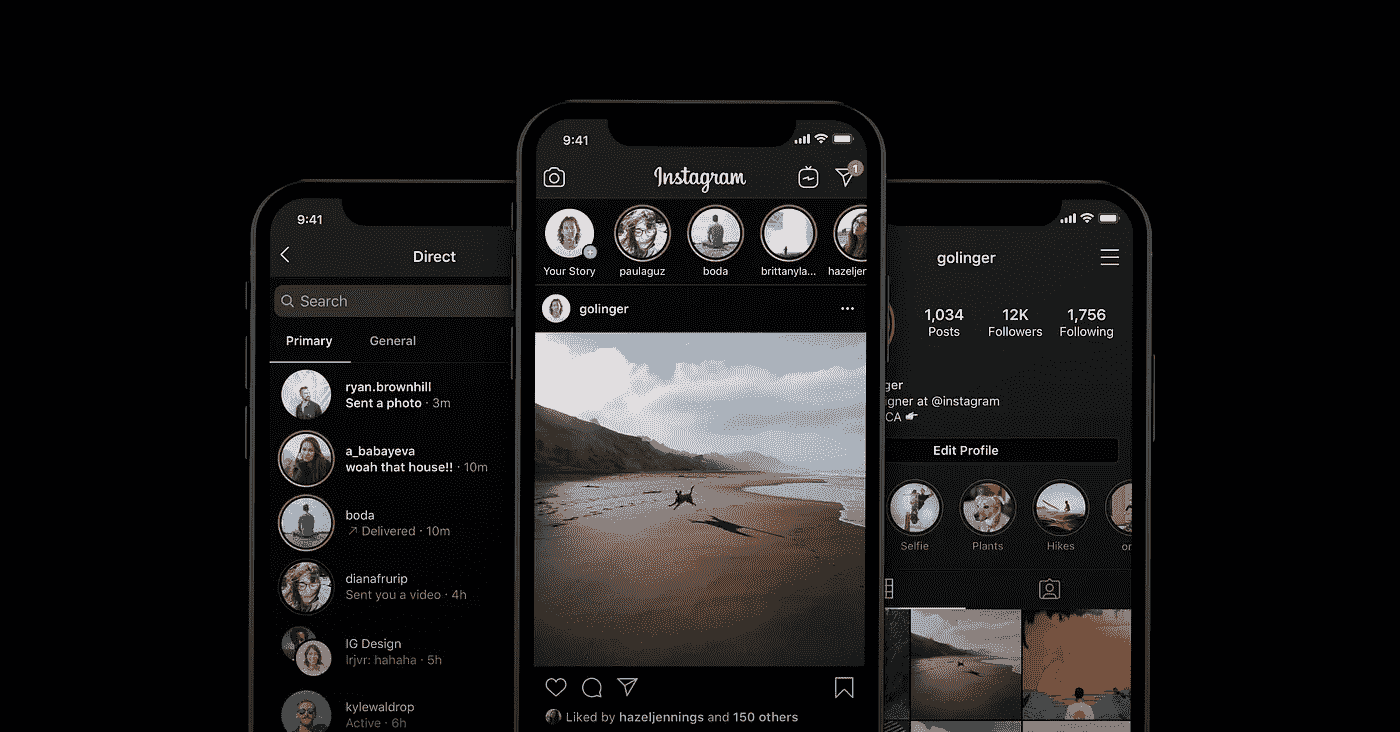 9:41
Direct
Search
Primary General
ryan.brownhill
Sent a photo · 3m
a_babayeva
woah that house!! · 10m
boda
Delivered · 10m
dianafrurip
Sent you a video · 4h
IG Design
lrjvr: hahaha · 5h
kylewaldrop
Active · 6h
9:41
Instagram
1
Your Story paulaguz boda brittanyla... hazeljen
golinger
Liked by hazeljennings and 150 others
golinger
1,034 12K 1,756
Posts Followers Following
ger
igner at @instagram
CA
Edit Profile
Selfie Plants Hikes or